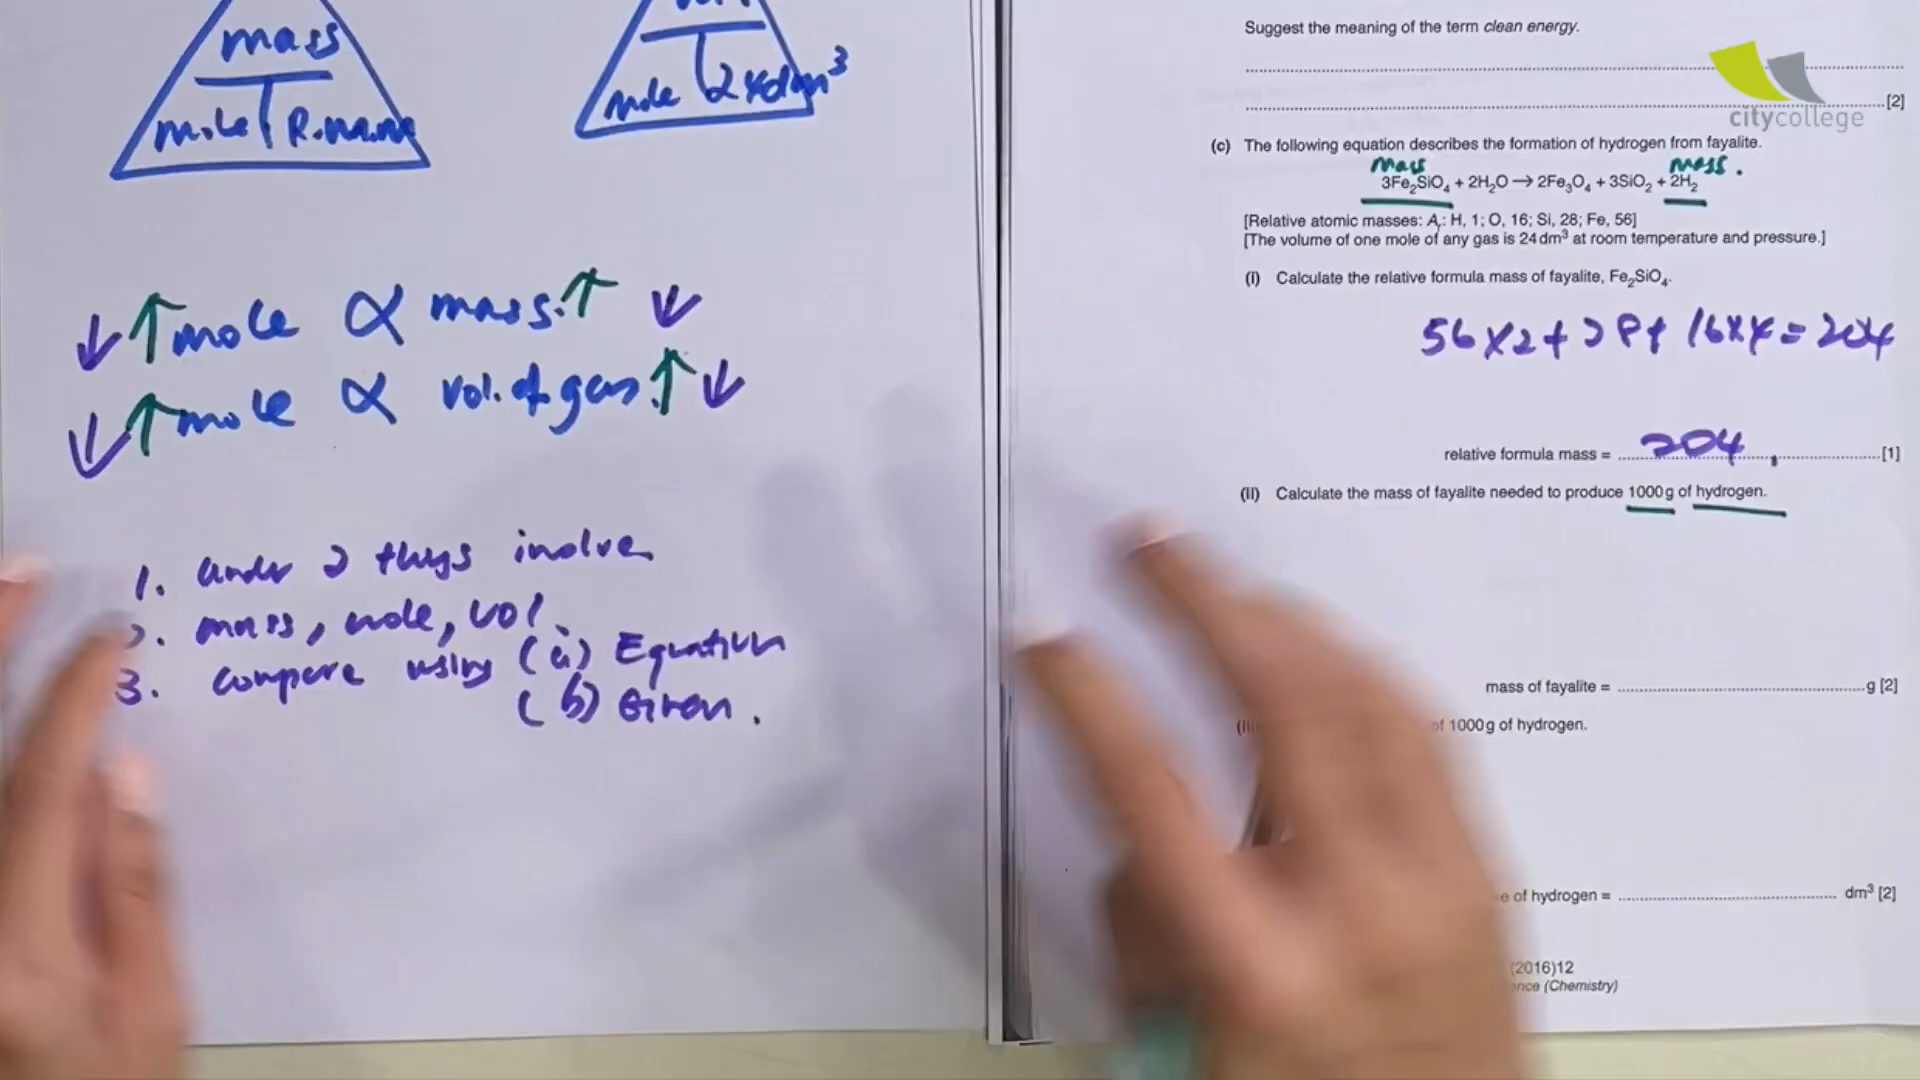 mass
mole R.m.m
mole 24dm³
↓↑mole ∝ mass.↑ ↓
↓↑mole ∝ vol. of gas.↑ ↓
1. under 2 thgs involve
2. mass, mole, vol.
3. compare using (a) Equation
(b) Given.
Suggest the meaning of the term clean energy.
[2]
citycollege
(c) The following equation describes the formation of hydrogen from fayalite.
mass mass.
3Fe₂SiO₄ + 2H₂O → 2Fe₃O₄ + 3SiO₂ + 2H₂
[Relative atomic masses: Aᵣ: H, 1; O, 16; Si, 28; Fe, 56]
[The volume of one mole of any gas is 24 dm³ at room temperature and pressure.]
(i) Calculate the relative formula mass of fayalite, Fe₂SiO₄.
56×2+28+16×4=204
relative formula mass = 204 [1]
(ii) Calculate the mass of fayalite needed to produce 1000 g of hydrogen.
mass of fayalite = g [2]
of 1000 g of hydrogen.
of hydrogen = dm³ [2]
(2016)12
(Chemistry)